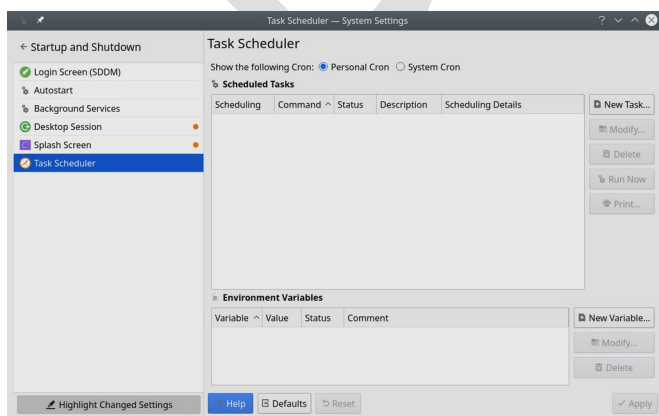 Task Scheduler — System Settings
Startup and Shutdown
Task Scheduler
Show the following Cron: Personal Cron System Cron
Login Screen (SDDM)
Autostart
Background Services
Desktop Session
Splash Screen
Task Scheduler
Scheduled Tasks
Scheduling Command Status Description Scheduling Details
New Task...
Modify...
Delete
Run Now
Print...
Environment Variables
Variable Value Status Comment
New Variable...
Modify...
Delete
Highlight Changed Settings
Help Defaults Reset Apply